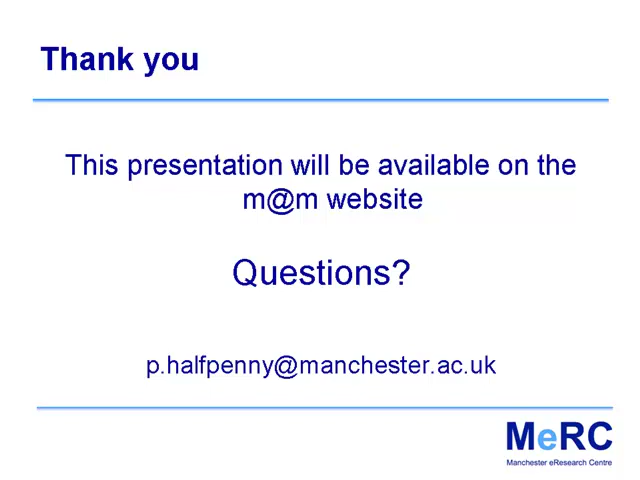 Thank you
This presentation will be available on the
m@m website
Questions?
p.halfpenny@manchester.ac.uk
MeRC
Manchester eResearch Centre